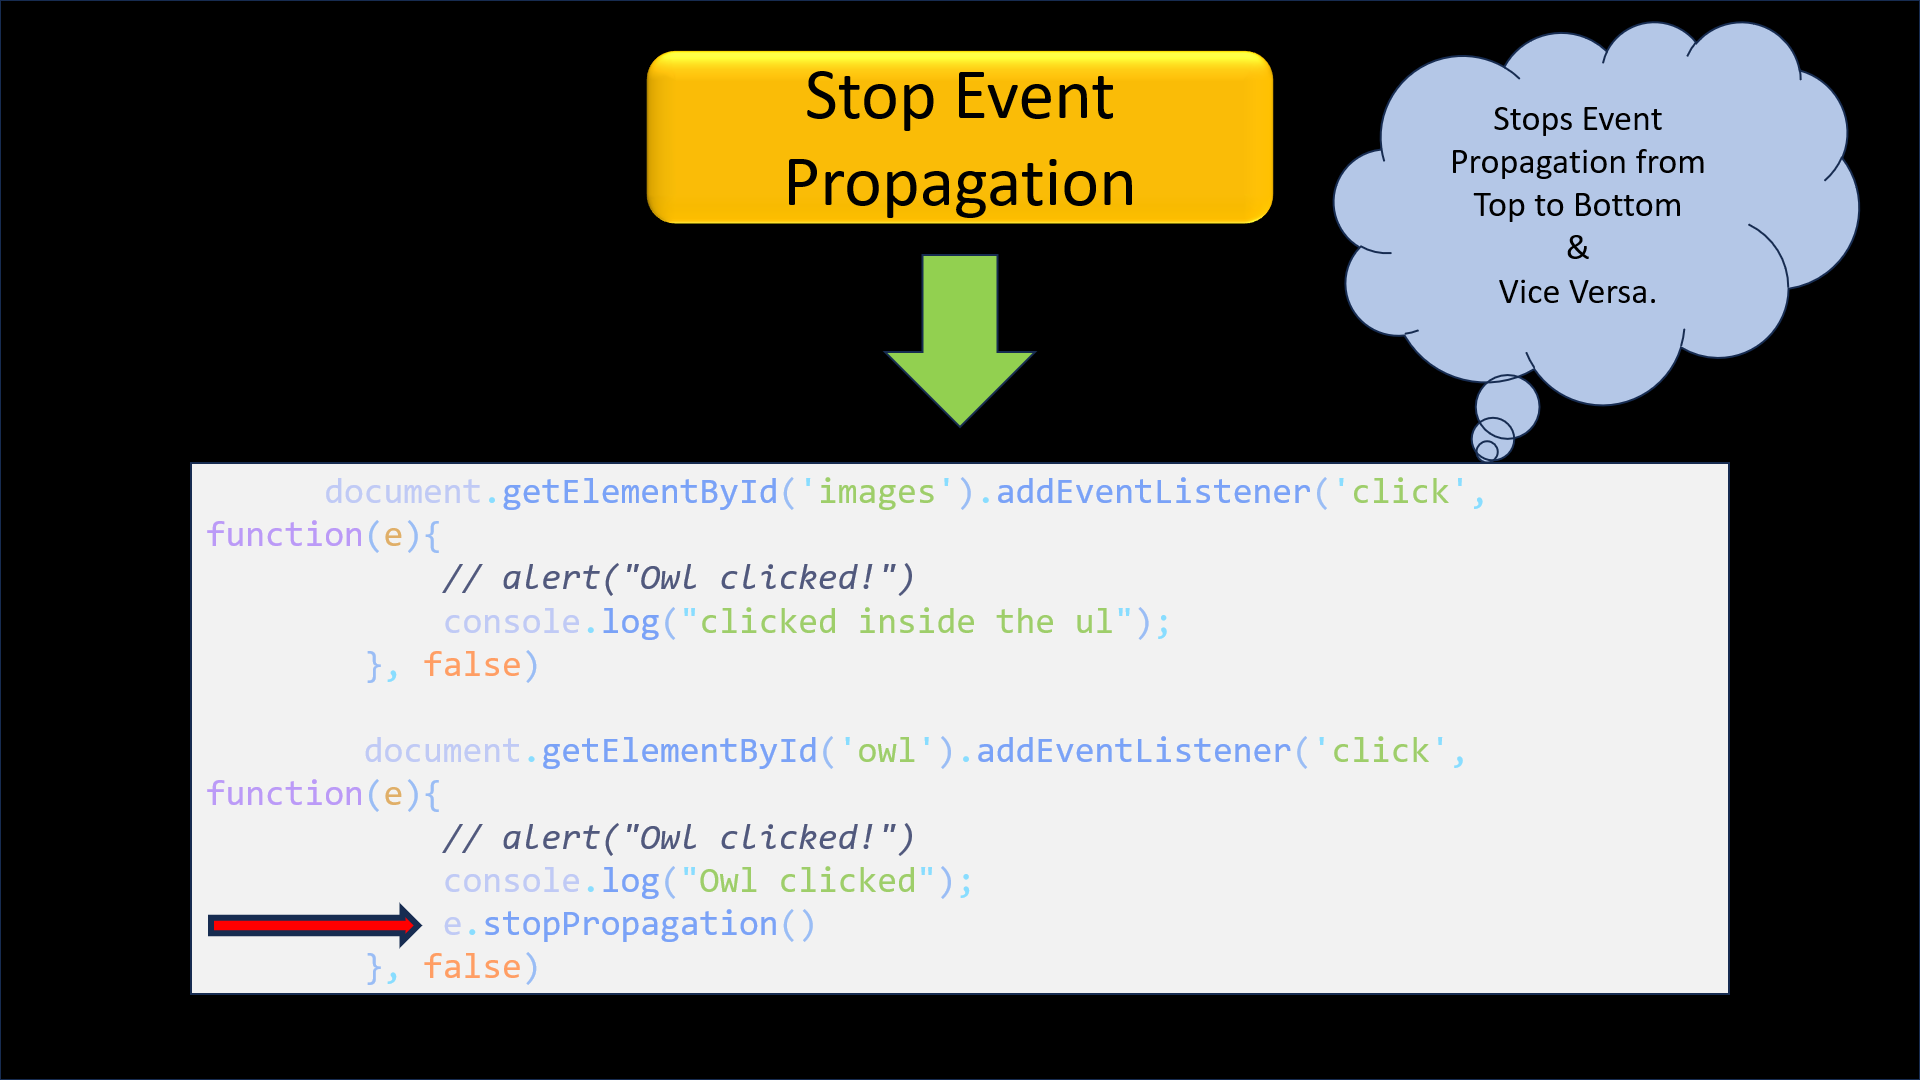 Stop Event
Propagation
Stops Event
Propagation from
Top to Bottom
&
Vice Versa.
document.getElementById('images').addEventListener('click',
function(e){
// alert("Owl clicked!")
console.log("clicked inside the ul");
}, false)
document.getElementById('owl').addEventListener('click',
function(e){
// alert("Owl clicked!")
console.log("Owl clicked");
e.stopPropagation()
}, false)